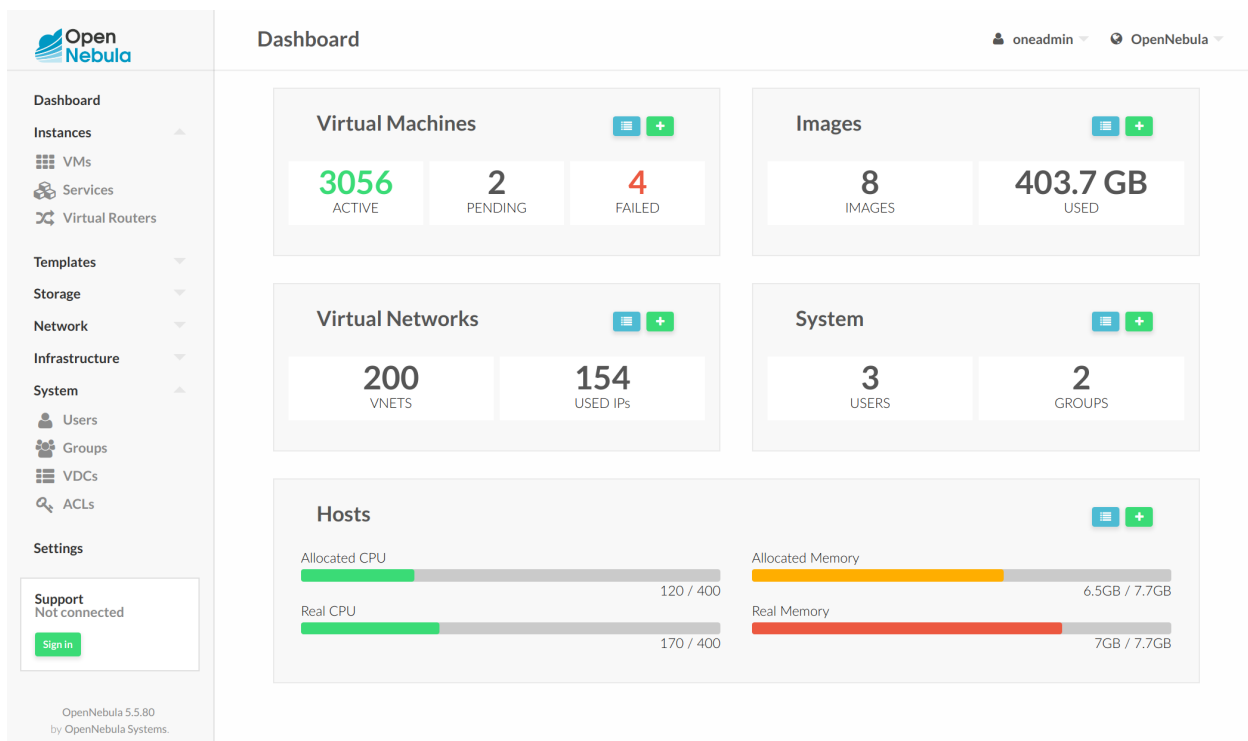 Open
Nebula
Dashboard
oneadmin
OpenNebula
Dashboard
Instances
VMs
Services
Virtual Routers
Templates
Storage
Network
Infrastructure
System
Users
Groups
VDCs
ACLs
Settings
Support
Not connected
Sign in
OpenNebula 5.5.80
by OpenNebula Systems.
Virtual Machines
3056
ACTIVE
2
PENDING
4
FAILED
Images
8
IMAGES
403.7 GB
USED
Virtual Networks
200
VNETS
154
USED IPs
System
3
USERS
2
GROUPS
Hosts
Allocated CPU
120 / 400
Real CPU
170 / 400
Allocated Memory
6.5GB / 7.7GB
Real Memory
7GB / 7.7GB